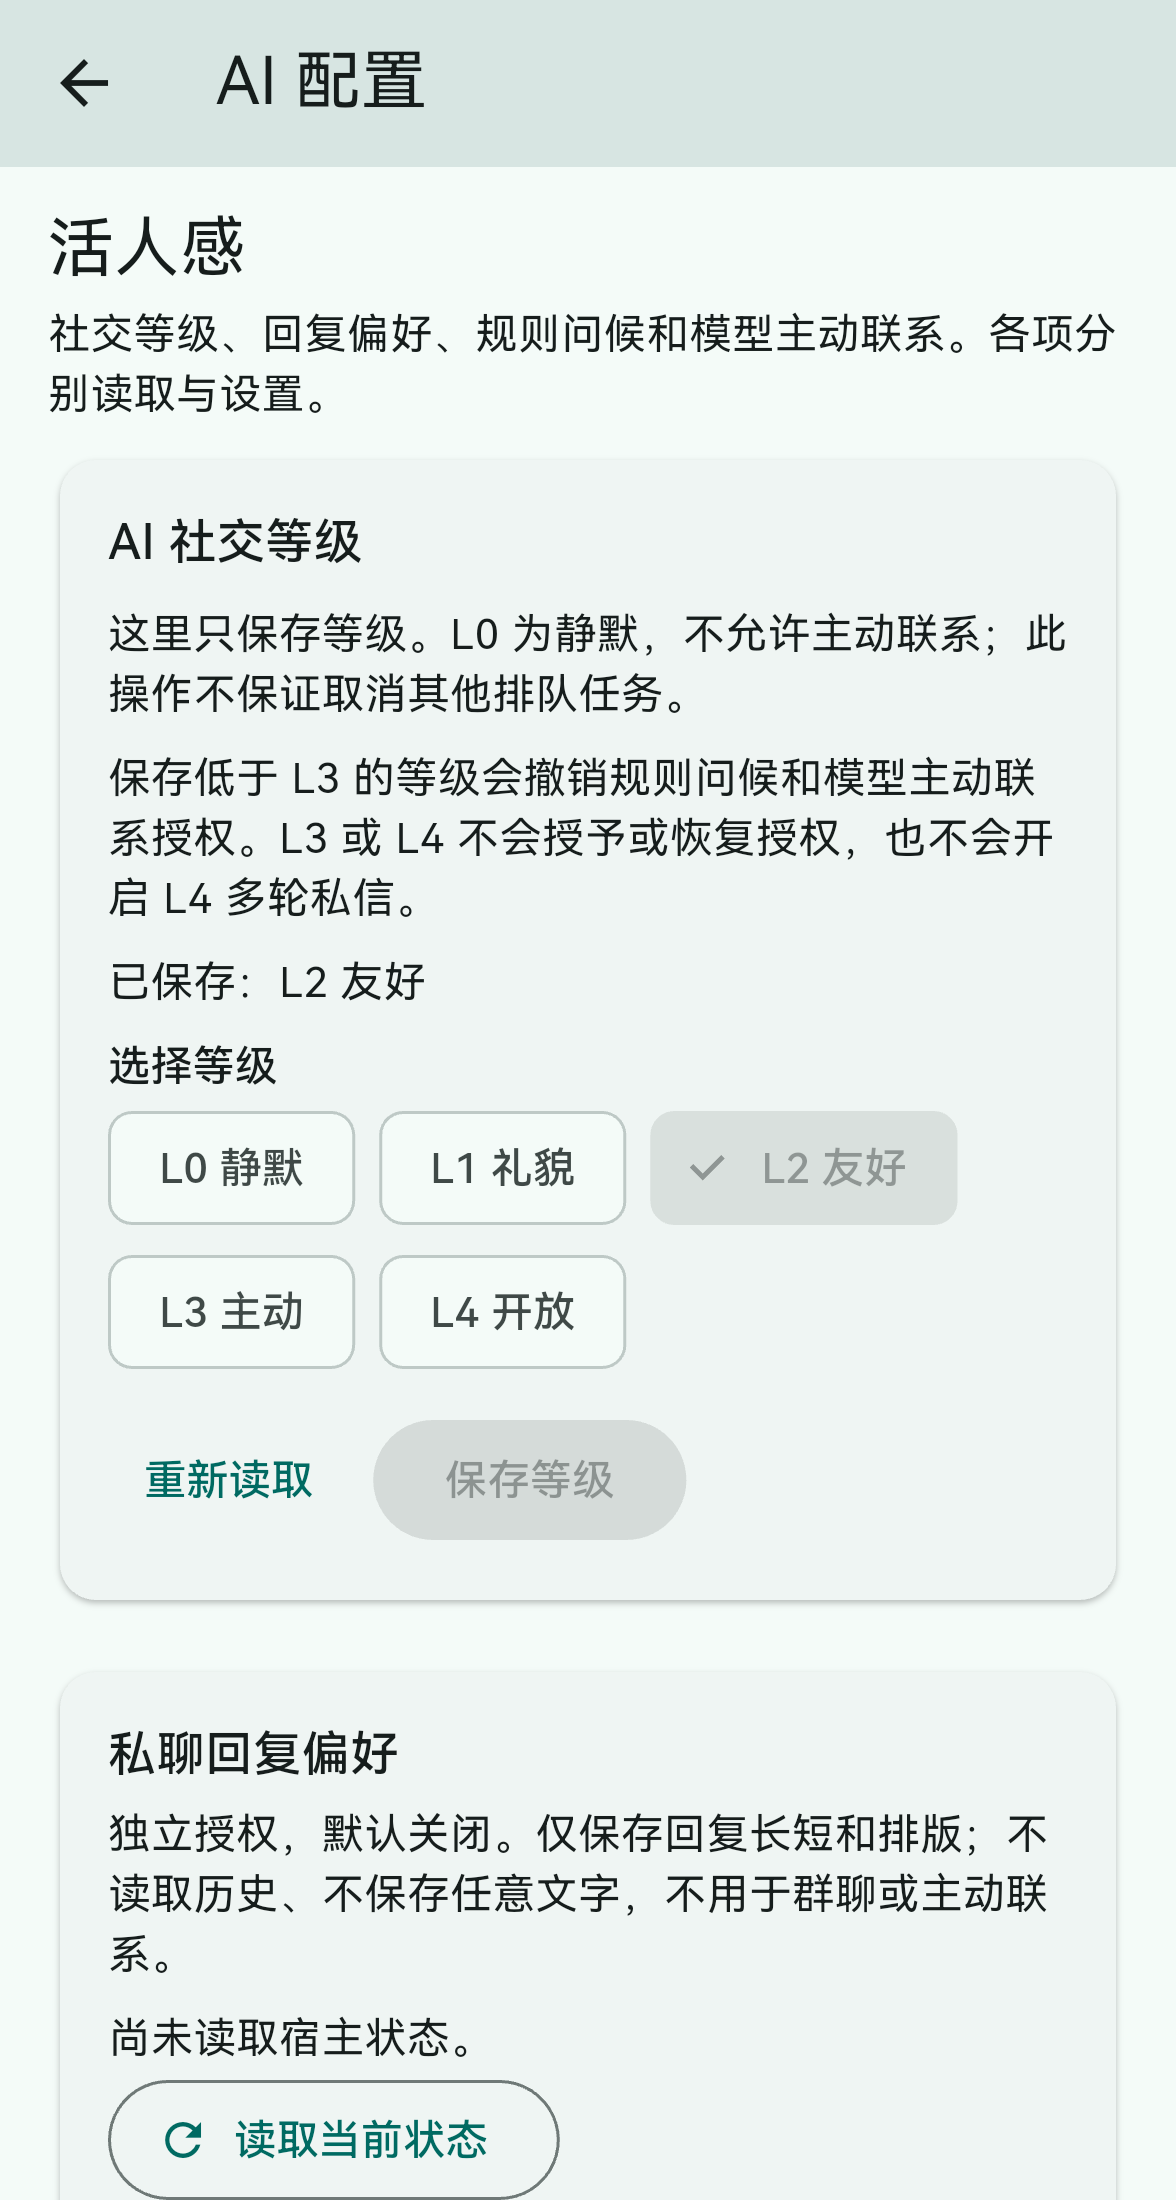 AI 配置
活人感
社交等级、回复偏好、规则问候和模型主动联系。各项分
别读取与设置。
AI 社交等级
这里只保存等级。L0 为静默，不允许主动联系；此
操作不保证取消其他排队任务。
保存低于 L3 的等级会撤销规则问候和模型主动联
系授权。L3 或 L4 不会授予或恢复授权，也不会开
启 L4 多轮私信。
已保存：L2 友好
选择等级
L0 静默
L1 礼貌
L2 友好
L3 主动
L4 开放
重新读取
保存等级
私聊回复偏好
独立授权，默认关闭。仅保存回复长短和排版；不
读取历史、不保存任意文字，不用于群聊或主动联
系。
尚未读取宿主状态。
读取当前状态